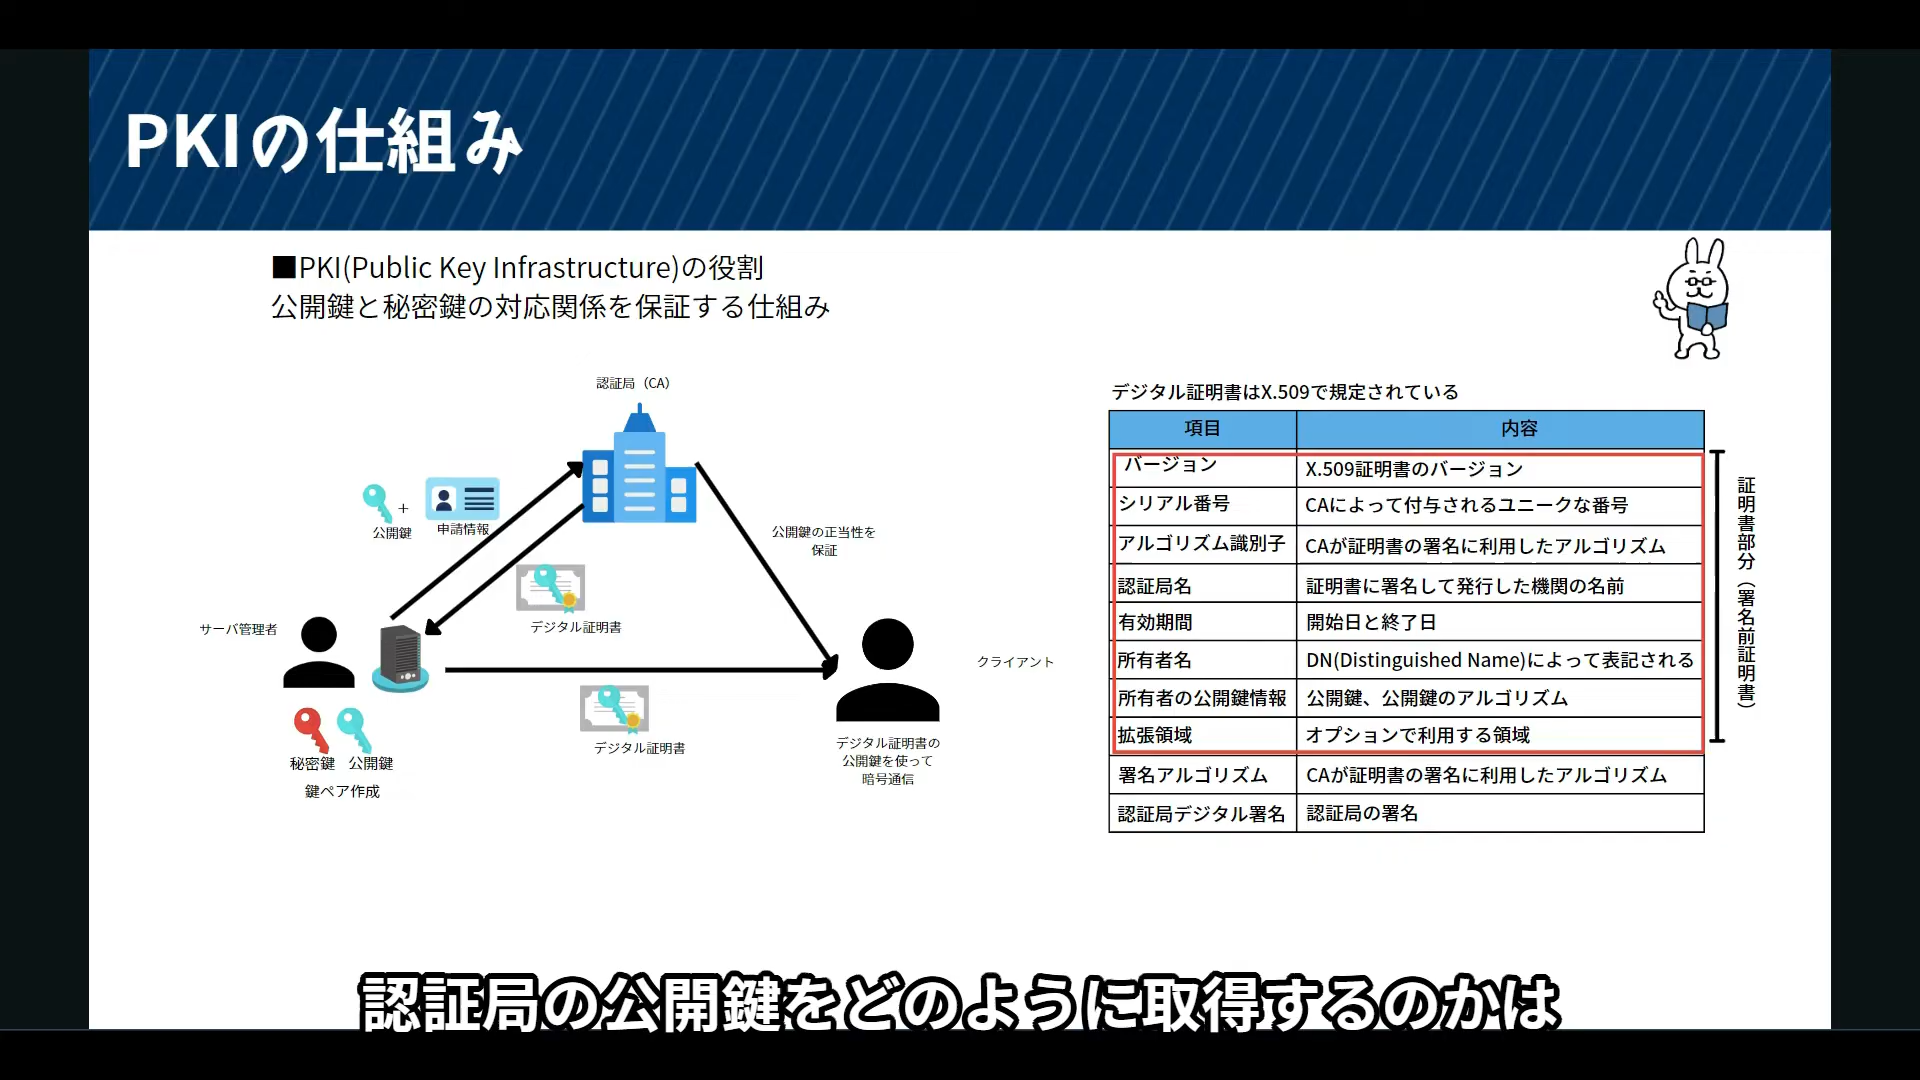 PKIの仕組み
■PKI(Public Key Infrastructure)の役割
公開鍵と秘密鍵の対応関係を保証する仕組み
認証局（CA）
+
公開鍵
申請情報
デジタル証明書
公開鍵の正当性を
保証
サーバ管理者
クライアント
秘密鍵 公開鍵
鍵ペア作成
デジタル証明書
デジタル証明書の
公開鍵を使って
暗号通信
デジタル証明書はX.509で規定されている
項目 内容
バージョン X.509証明書のバージョン
シリアル番号 CAによって付与されるユニークな番号
アルゴリズム識別子 CAが証明書の署名に利用したアルゴリズム
認証局名 証明書に署名して発行した機関の名前
有効期間 開始日と終了日
所有者名 DN(Distinguished Name)によって表記される
所有者の公開鍵情報 公開鍵、公開鍵のアルゴリズム
拡張領域 オプションで利用する領域
署名アルゴリズム CAが証明書の署名に利用したアルゴリズム
認証局デジタル署名 認証局の署名
証明書部分（署名前証明書）
認証局の公開鍵をどのように取得するのかは